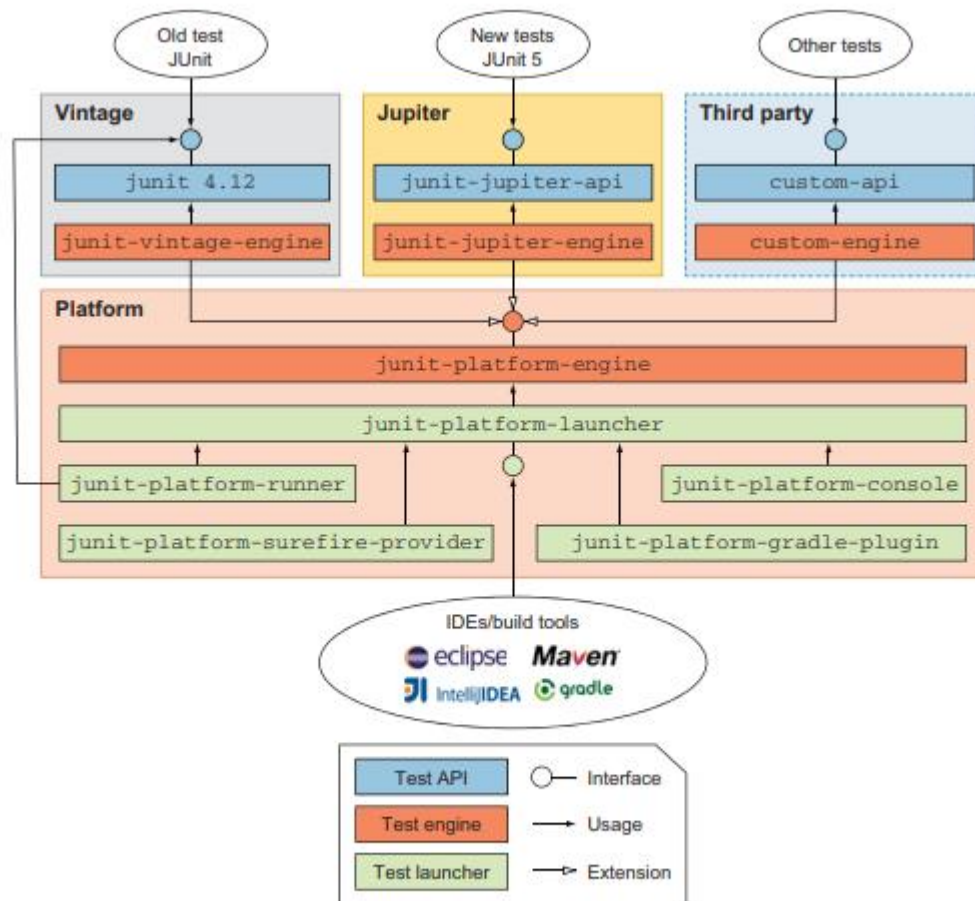 Old test
JUnit
New tests
JUnit 5
Other tests
Vintage
Jupiter
Third party
junit 4.12
junit-jupiter-api
custom-api
junit-vintage-engine
junit-jupiter-engine
custom-engine
Platform
junit-platform-engine
junit-platform-launcher
junit-platform-runner
junit-platform-console
junit-platform-surefire-provider
junit-platform-gradle-plugin
IDEs/build tools
eclipse
Maven
IntelliJIDEA
gradle
Test API
Interface
Test engine
Usage
Test launcher
Extension